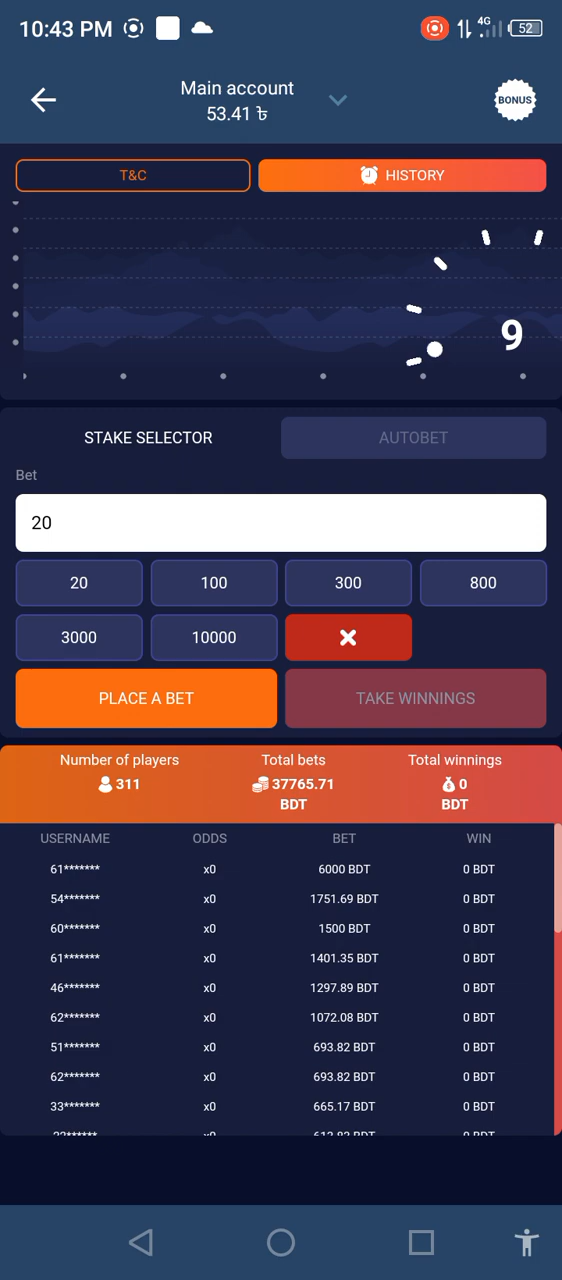 10:43 PM 4G 52
Main account
53.41 ৳
BONUS
T&C HISTORY
9
STAKE SELECTOR AUTOBET
Bet
20
20 100 300 800
3000 10000
PLACE A BET TAKE WINNINGS
Number of players Total bets Total winnings
311 37765.71 0
BDT BDT
USERNAME ODDS BET WIN
61******* x0 6000 BDT 0 BDT
54******* x0 1751.69 BDT 0 BDT
60******* x0 1500 BDT 0 BDT
61******* x0 1401.35 BDT 0 BDT
46******* x0 1297.89 BDT 0 BDT
62******* x0 1072.08 BDT 0 BDT
51******* x0 693.82 BDT 0 BDT
62******* x0 693.82 BDT 0 BDT
33******* x0 665.17 BDT 0 BDT
x0 BDT 0 BDT